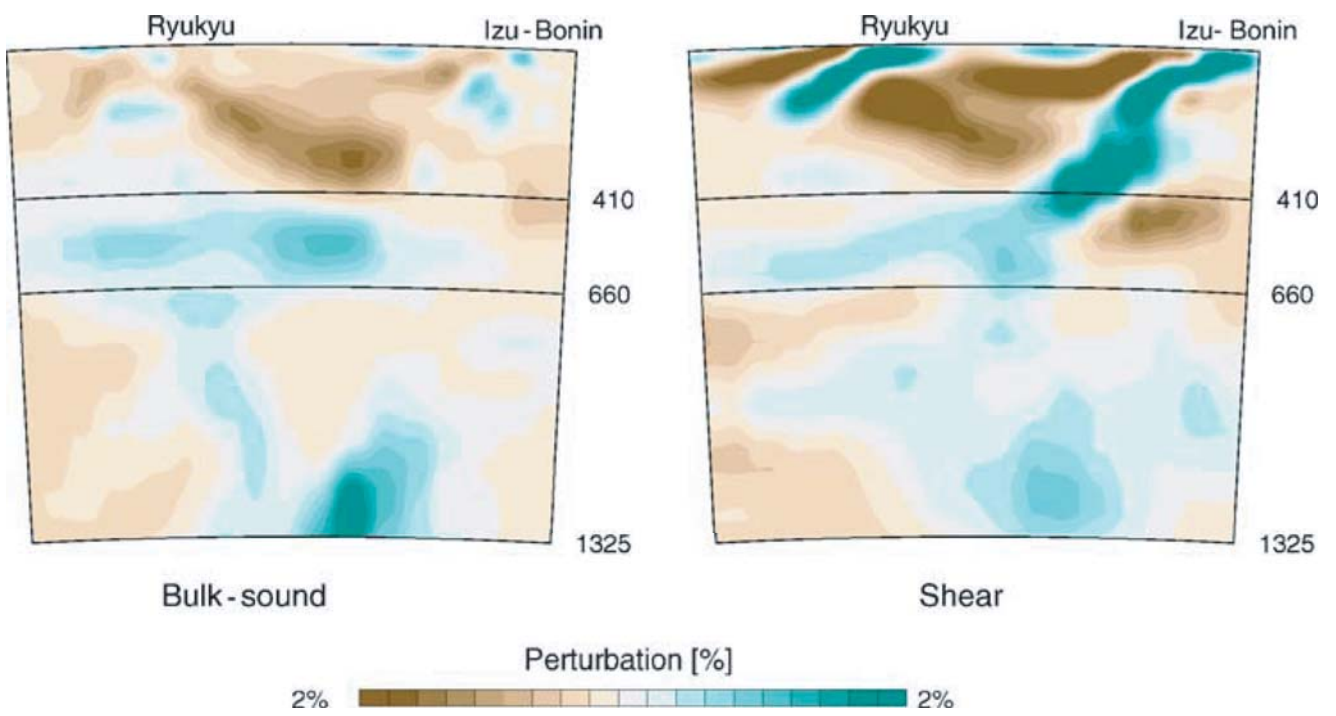 Ryukyu Izu-Bonin Ryukyu Izu- Bonin
410 410
660 660
1325 1325
Bulk-sound Shear
Perturbation [%]
2% 2%